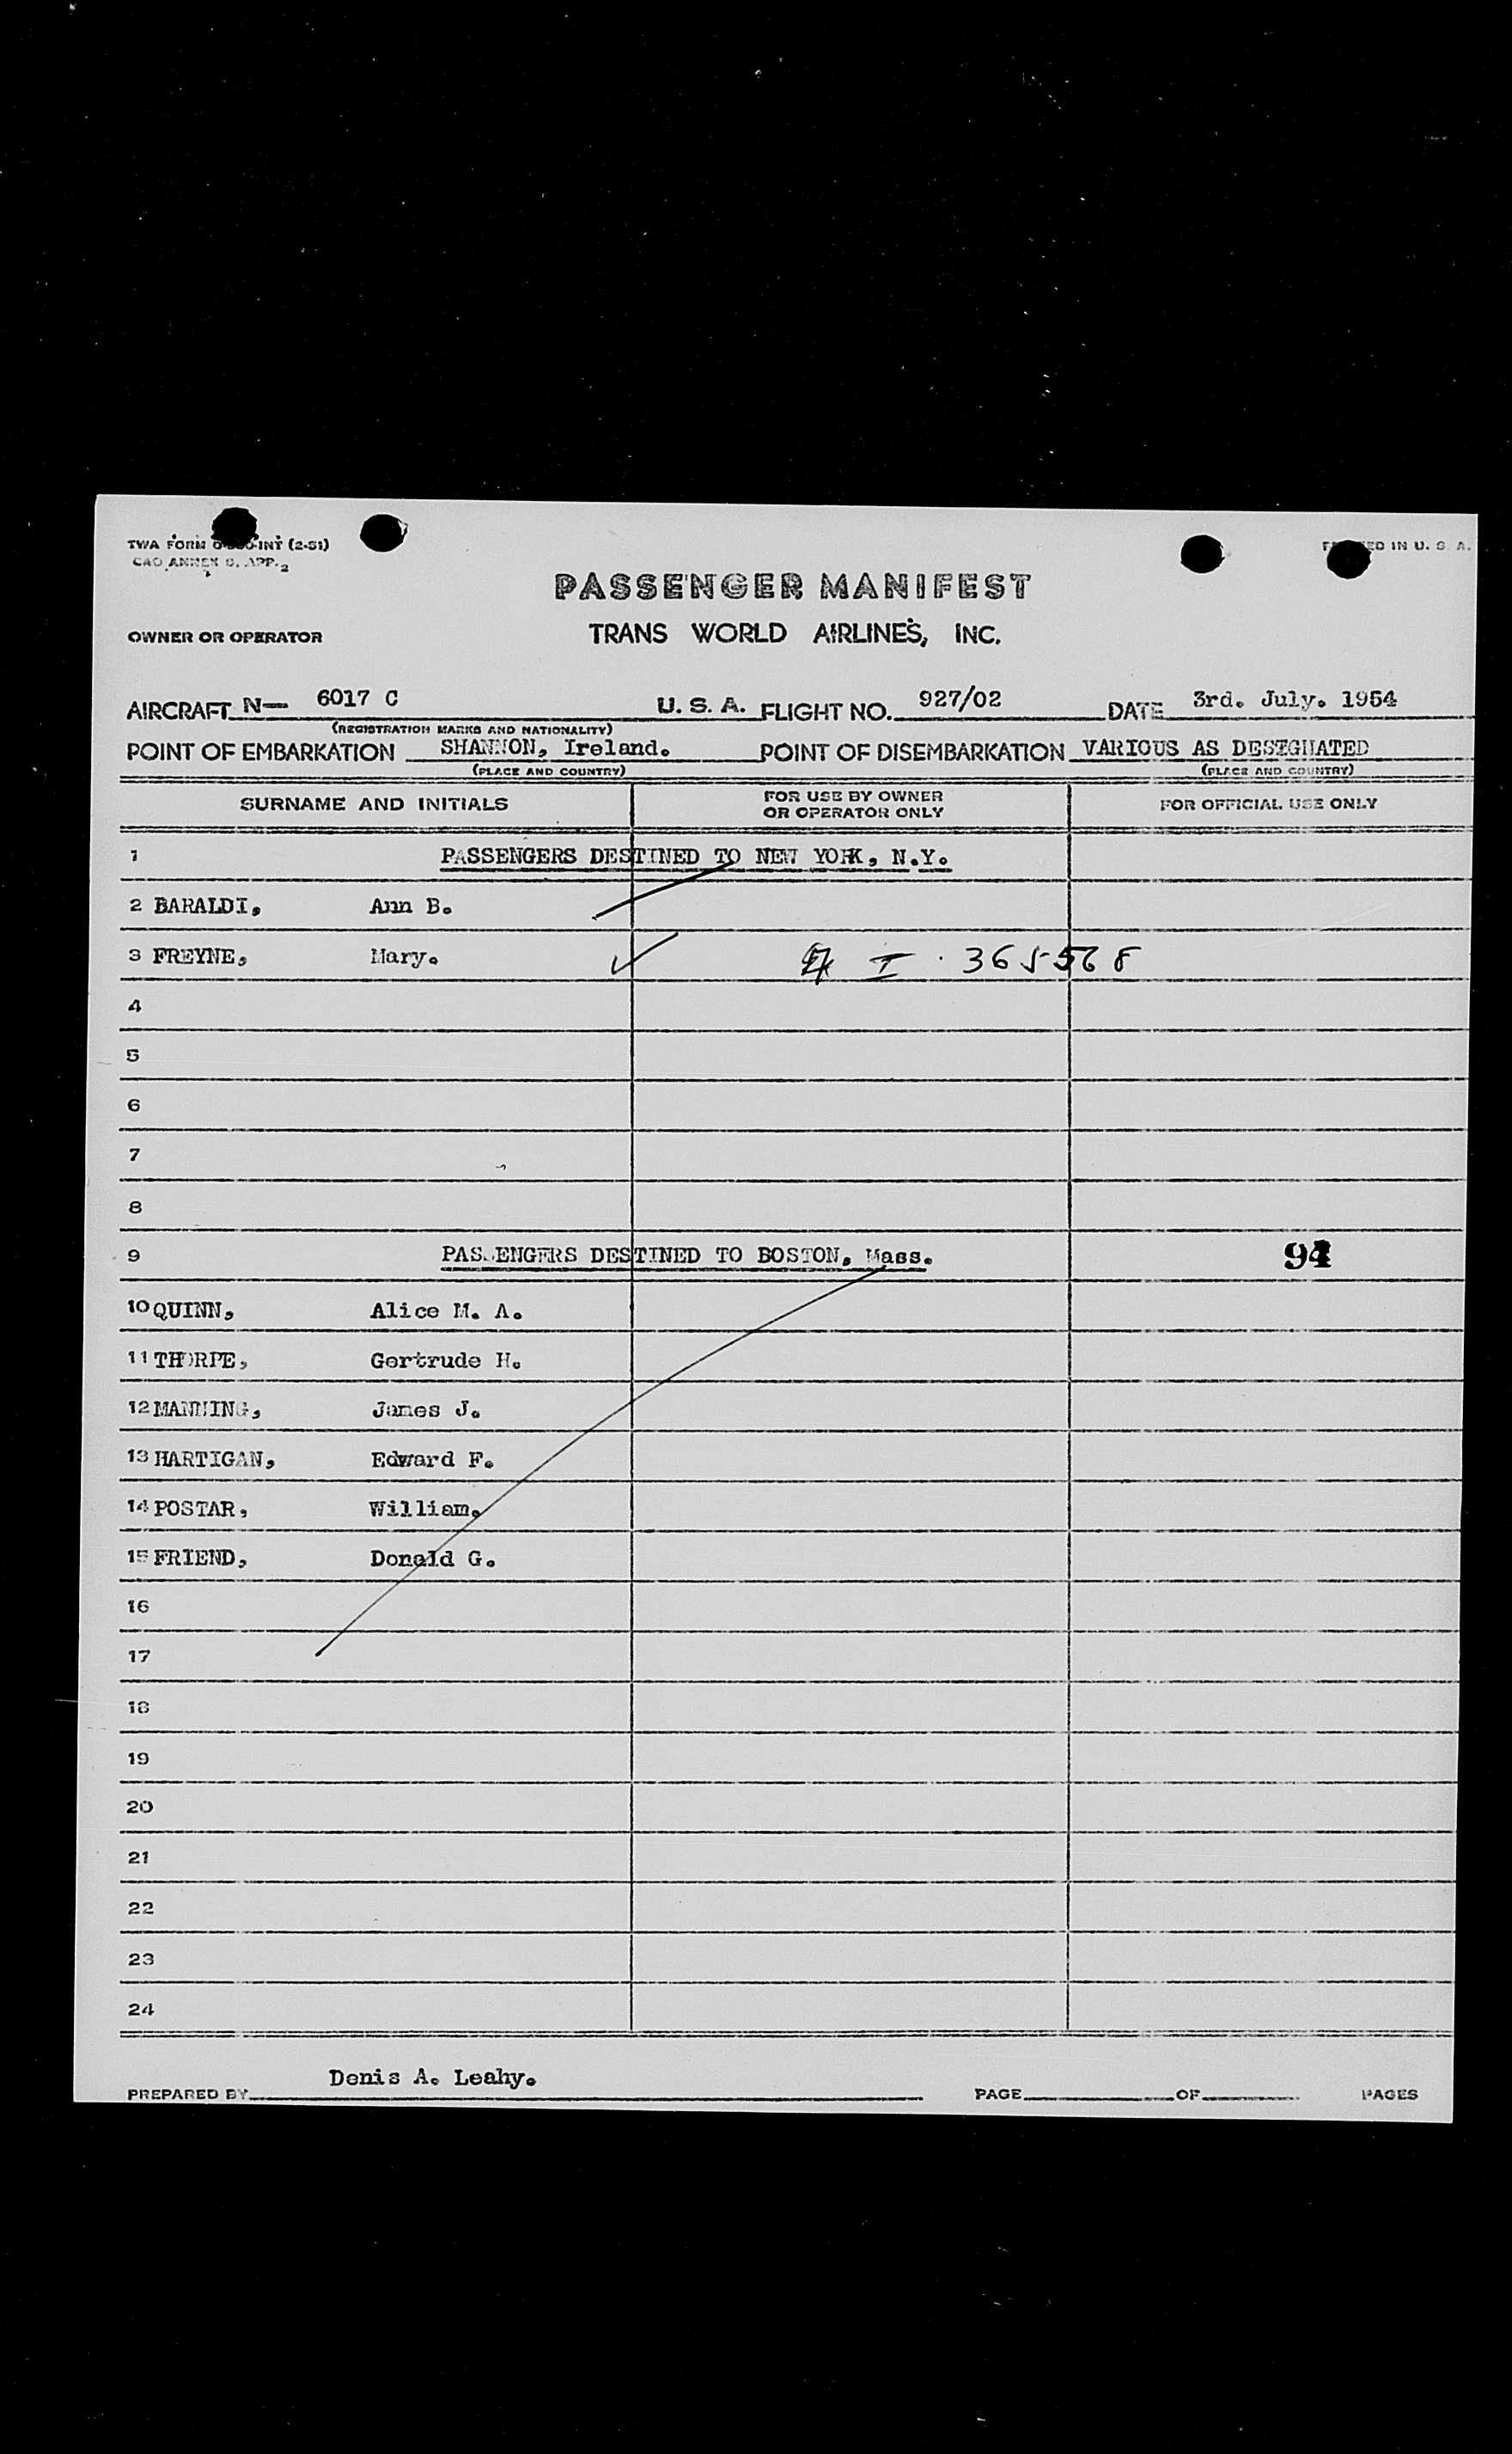 TWA FORM (2-51)
PASSENGER MANIFEST
OWNER OR OPERATOR TRANS WORLD AIRLINES, INC.
AIRCRAFT N— 6017 C U. S. A. FLIGHT NO. 927/02 DATE 3rd. July. 1954
(REGISTRATION MARKS AND NATIONALITY)
POINT OF EMBARKATION SHANNON, Ireland. POINT OF DISEMBARKATION VARIOUS AS DESIGNATED
(PLACE AND COUNTRY) (PLACE AND COUNTRY)
SURNAME AND INITIALS FOR USE BY OWNER OR OPERATOR ONLY FOR OFFICIAL USE ONLY
1 PASSENGERS DESTINED TO NEW YORK, N.Y.
2 BARALDI, Ann B.
3 FREYNE, Mary. ✓ I · 365568
4
5
6
7
8
9 PASSENGERS DESTINED TO BOSTON, Mass.
10 QUINN, Alice M. A.
11 THORPE, Gertrude H.
12 MANNING, James J.
13 HARTIGAN, Edward F.
14 POSTAR, William.
15 FRIEND, Donald G.
16
17
18
19
20
21
22
23
24
PREPARED BY Denis A. Leahy. PAGE OF PAGES